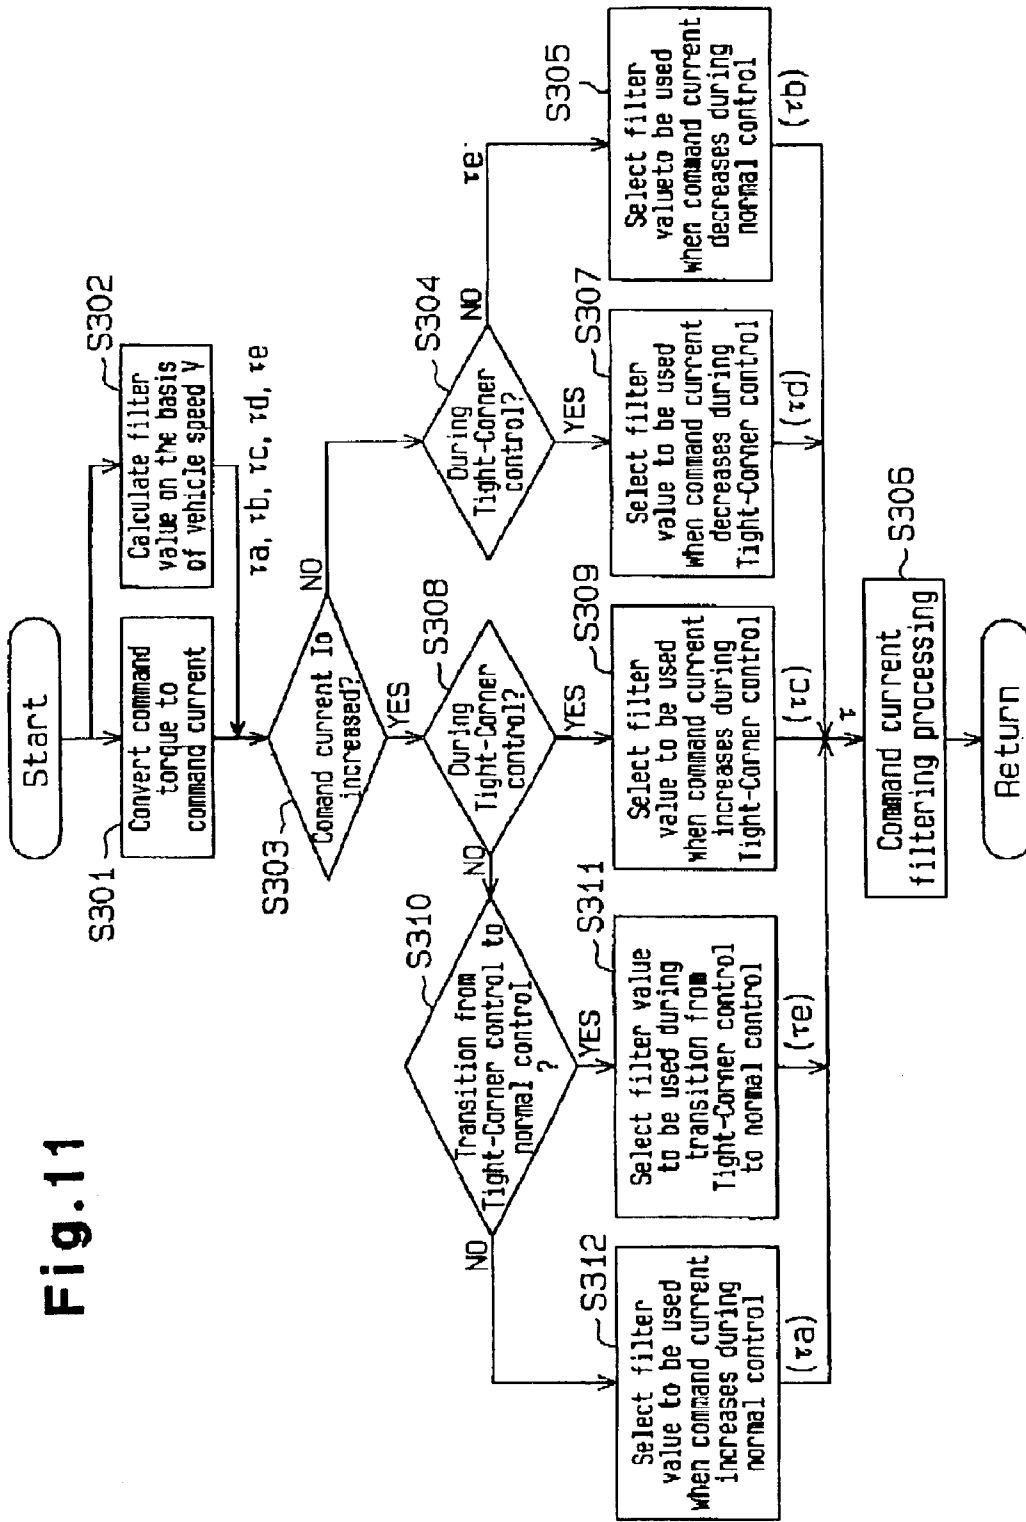 Fig.11
Start
S301
Convert command
torque to
command current
S302
Calculate filter
value on the basis
of vehicle speed V
τa, τb, τc, τd, τe
S303
Comand current Io
increased?
NO
YES
S304
During
Tight-Corner
control?
NO
τe
YES
S308
During
Tight-Corner
control?
NO
YES
S310
Transition from
Tight-Corner control to
normal control
?
NO
YES
S312
Select filter
value to be used
when command current
increases during
normal control
(τa)
S311
Select filter value
to be used during
transition from
Tight-Corner control
to normal control
(τe)
S309
Select filter
value to be used
when command current
increases during
Tight-Corner control
(τc)
S307
Select filter
value to be used
when command current
decreases during
Tight-Corner control
(τd)
S305
Select filter
valueto be used
when command current
decreases during
normal control
(τb)
τ
S306
Command current
filtering processing
Return